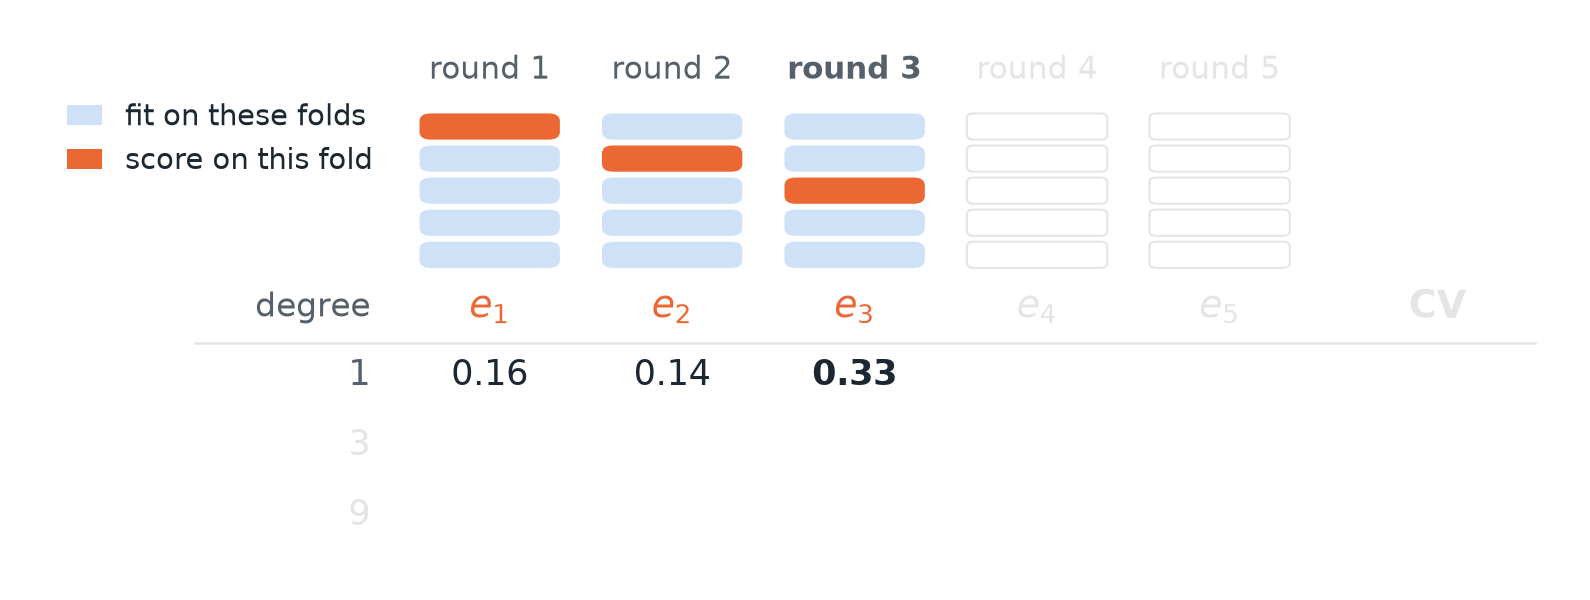 round 1 round 2 round 3 round 4 round 5
fit on these folds
score on this fold
degree e₁ e₂ e₃ e₄ e₅ CV
1 0.16 0.14 0.33
3
9